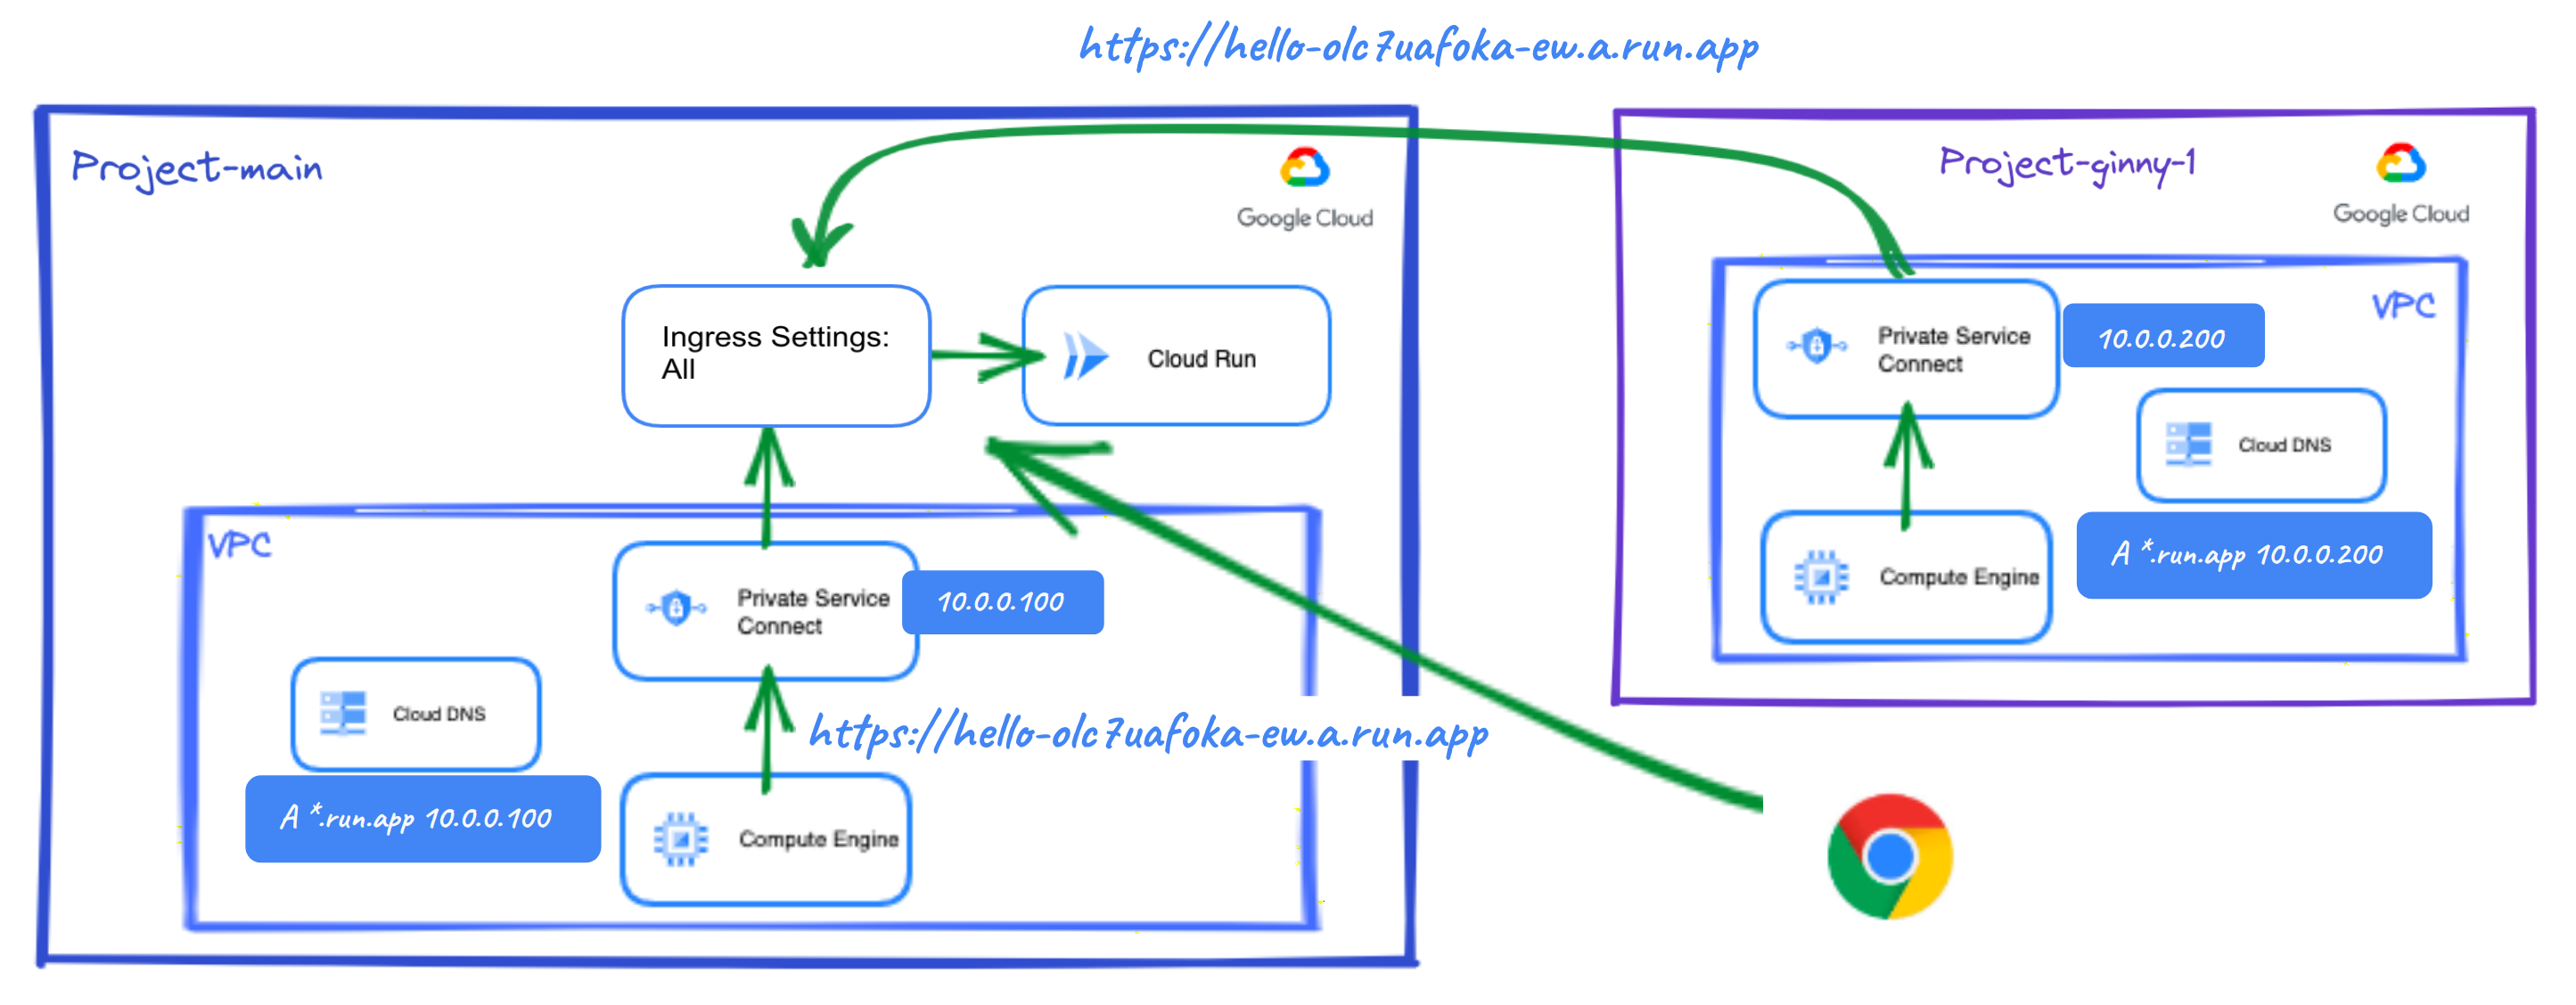 https://hello-olc7uafoka-ew.a.run.app
Project-main
Google Cloud
Ingress Settings:
All
Cloud Run
VPC
Private Service
Connect
10.0.0.100
Cloud DNS
https://hello-olc7uafoka-ew.a.run.app
A *.run.app 10.0.0.100
Compute Engine
Project-ginny-1
Google Cloud
VPC
Private Service
Connect
10.0.0.200
Cloud DNS
A *.run.app 10.0.0.200
Compute Engine